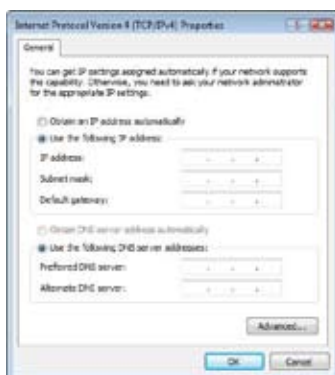 Internet Protocol Version 4 (TCP/IPv4) Properties
General
You can get IP settings assigned automatically if your network supports
this capability. Otherwise, you need to ask your network administrator
for the appropriate IP settings.
Obtain an IP address automatically
Use the following IP address:
IP address:
Subnet mask:
Default gateway:
Obtain DNS server address automatically
Use the following DNS server addresses:
Preferred DNS server:
Alternate DNS server:
Advanced...
OK
Cancel